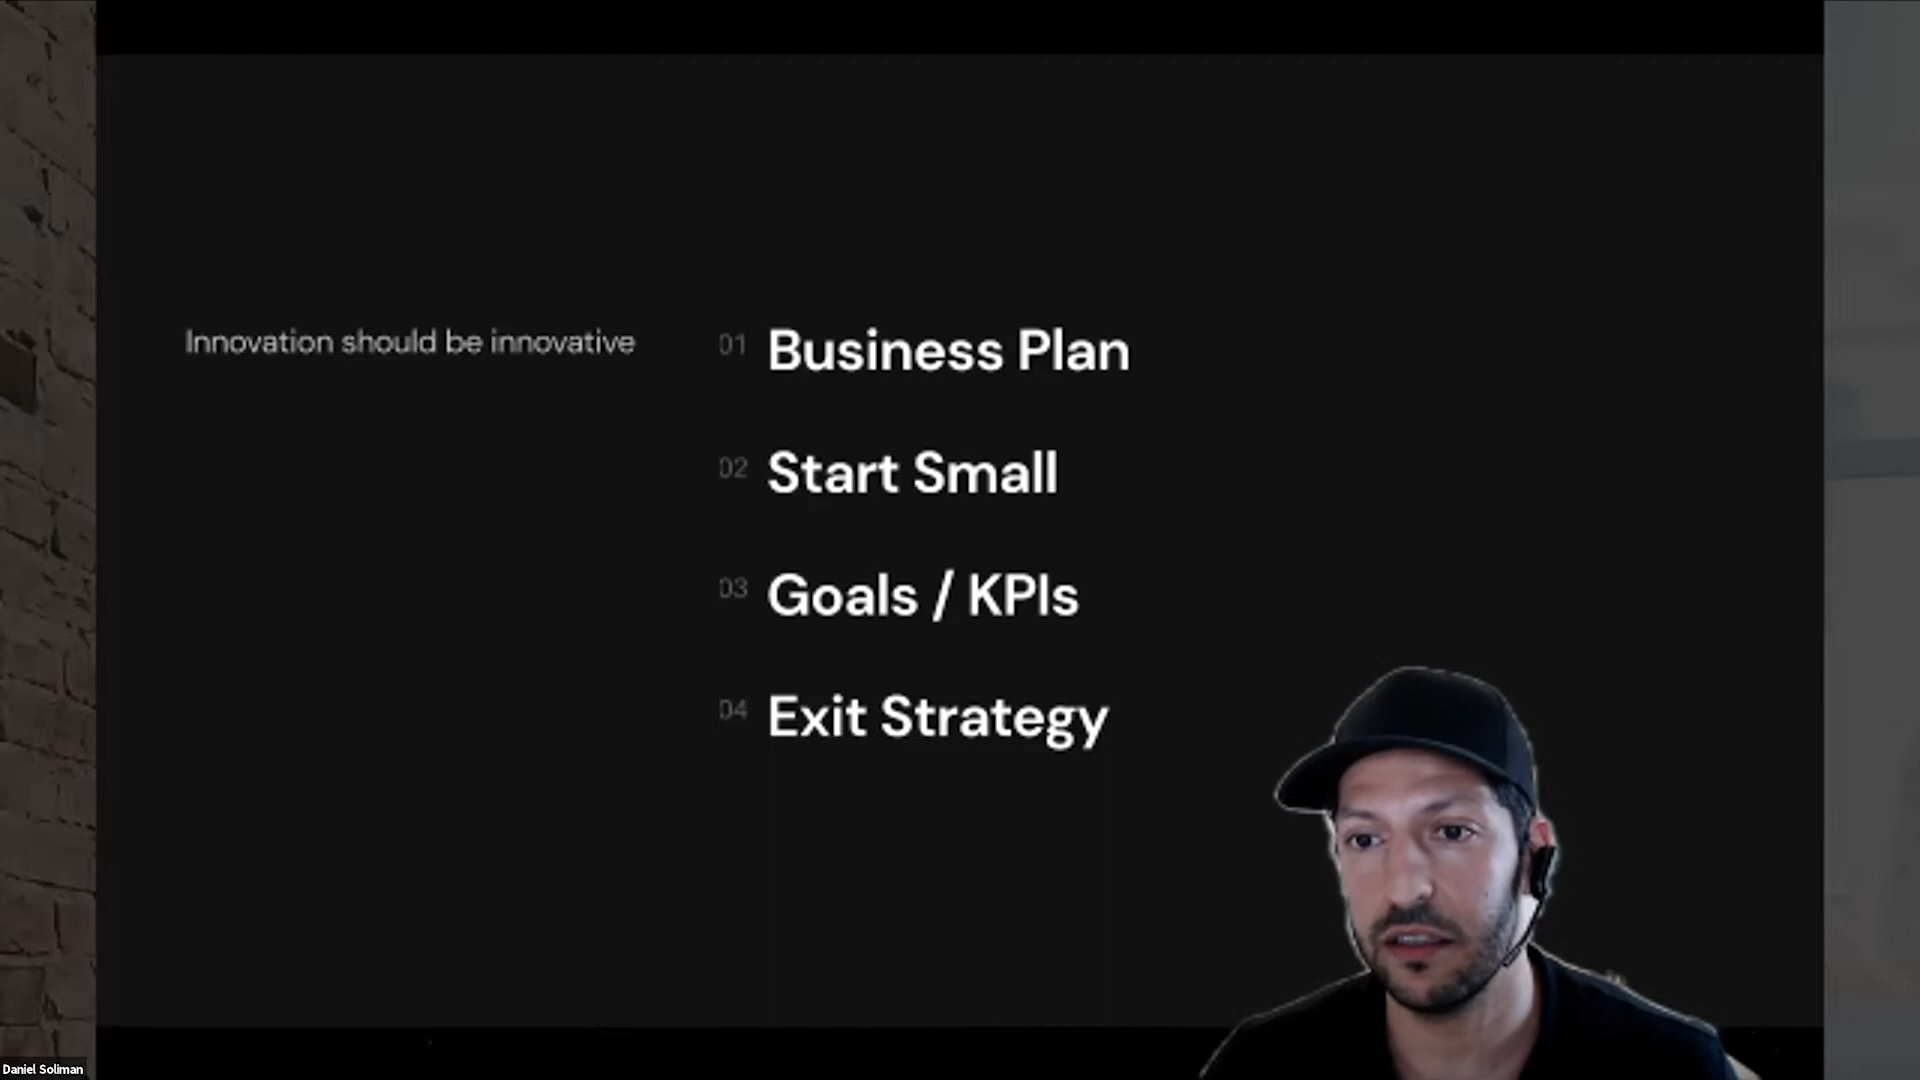 Innovation should be innovative
01 Business Plan
02 Start Small
03 Goals / KPIs
04 Exit Strategy
Daniel Soliman